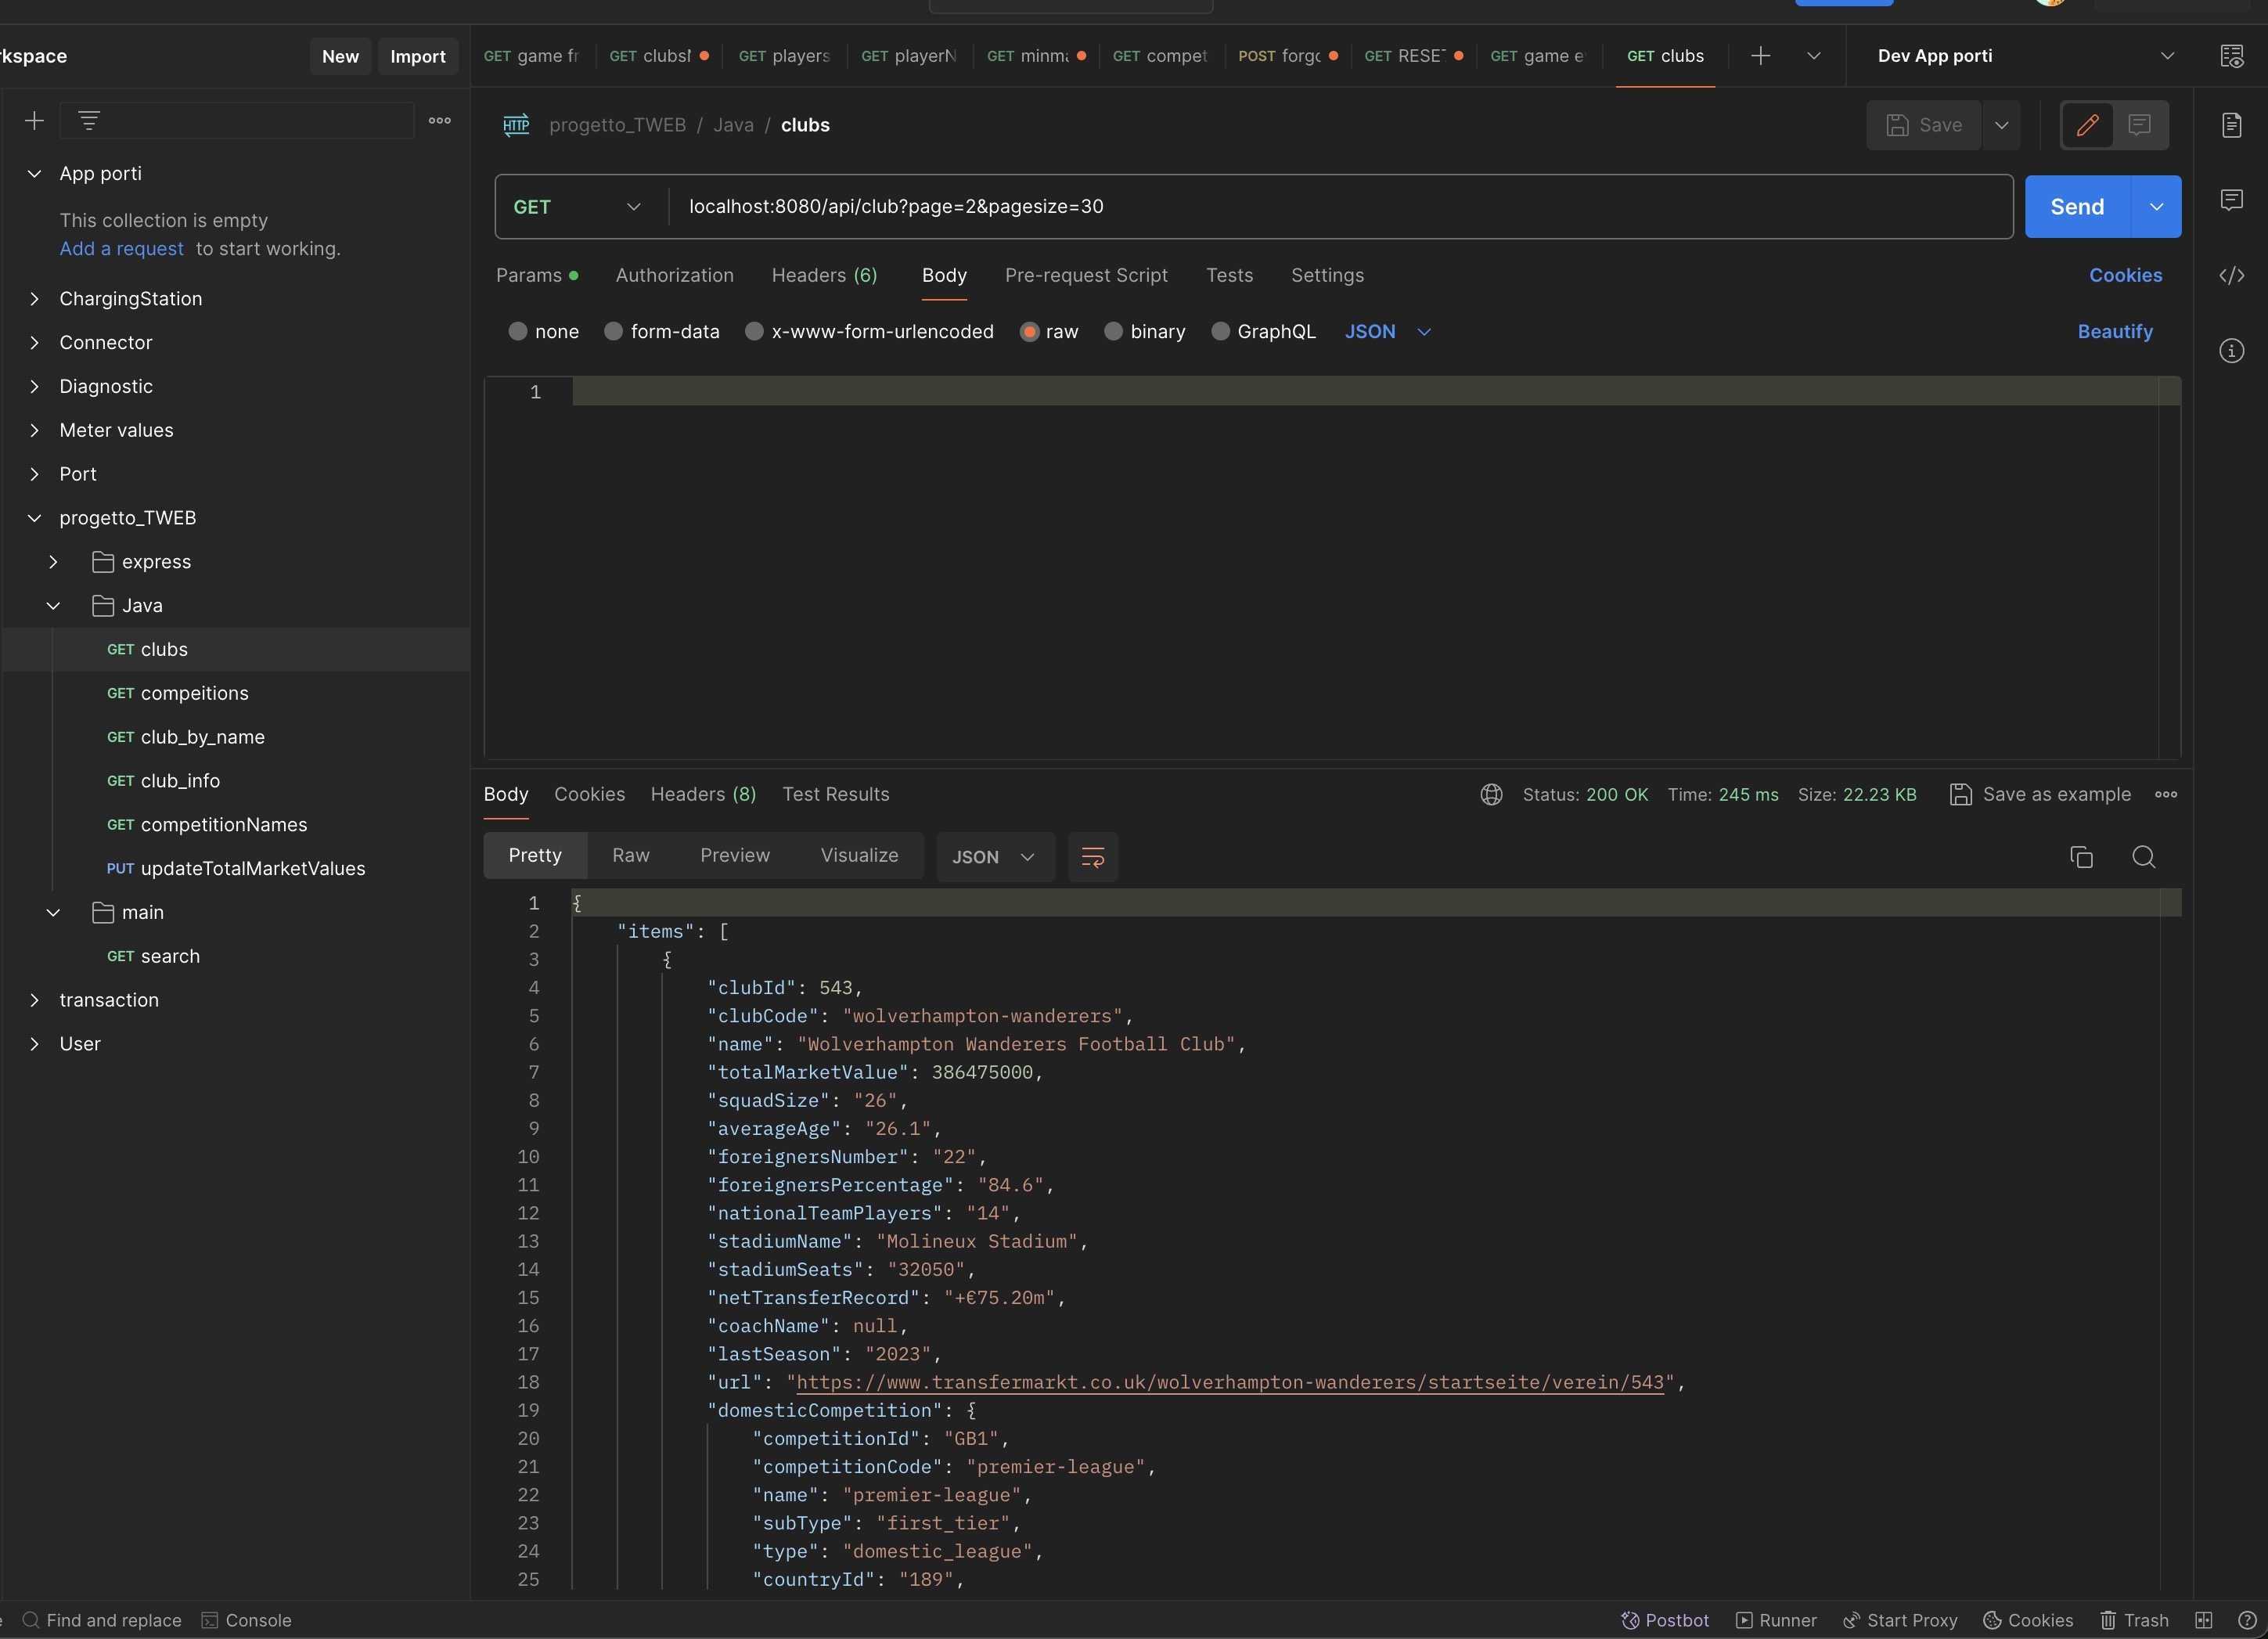 rkspace New Import
GET game fr GET clubsN GET players GET playerN GET minma GET compet POST forgo GET RESET GET game e GET clubs Dev App porti
App porti
This collection is empty
Add a request to start working.
ChargingStation
Connector
Diagnostic
Meter values
Port
progetto_TWEB
express
Java
GET clubs
GET compeitions
GET club_by_name
GET club_info
GET competitionNames
PUT updateTotalMarketValues
main
GET search
transaction
User
HTTP progetto_TWEB / Java / clubs Save
GET localhost:8080/api/club?page=2&pagesize=30 Send
Params Authorization Headers (6) Body Pre-request Script Tests Settings Cookies
none form-data x-www-form-urlencoded raw binary GraphQL JSON Beautify
1
Body Cookies Headers (8) Test Results Status: 200 OK Time: 245 ms Size: 22.23 KB Save as example
Pretty Raw Preview Visualize JSON
1 {
2 "items": [
3 {
4 "clubId": 543,
5 "clubCode": "wolverhampton-wanderers",
6 "name": "Wolverhampton Wanderers Football Club",
7 "totalMarketValue": 386475000,
8 "squadSize": "26",
9 "averageAge": "26.1",
10 "foreignersNumber": "22",
11 "foreignersPercentage": "84.6",
12 "nationalTeamPlayers": "14",
13 "stadiumName": "Molineux Stadium",
14 "stadiumSeats": "32050",
15 "netTransferRecord": "+€75.20m",
16 "coachName": null,
17 "lastSeason": "2023",
18 "url": "https://www.transfermarkt.co.uk/wolverhampton-wanderers/startseite/verein/543",
19 "domesticCompetition": {
20 "competitionId": "GB1",
21 "competitionCode": "premier-league",
22 "name": "premier-league",
23 "subType": "first_tier",
24 "type": "domestic_league",
25 "countryId": "189",
Find and replace Console Postbot Runner Start Proxy Cookies Trash